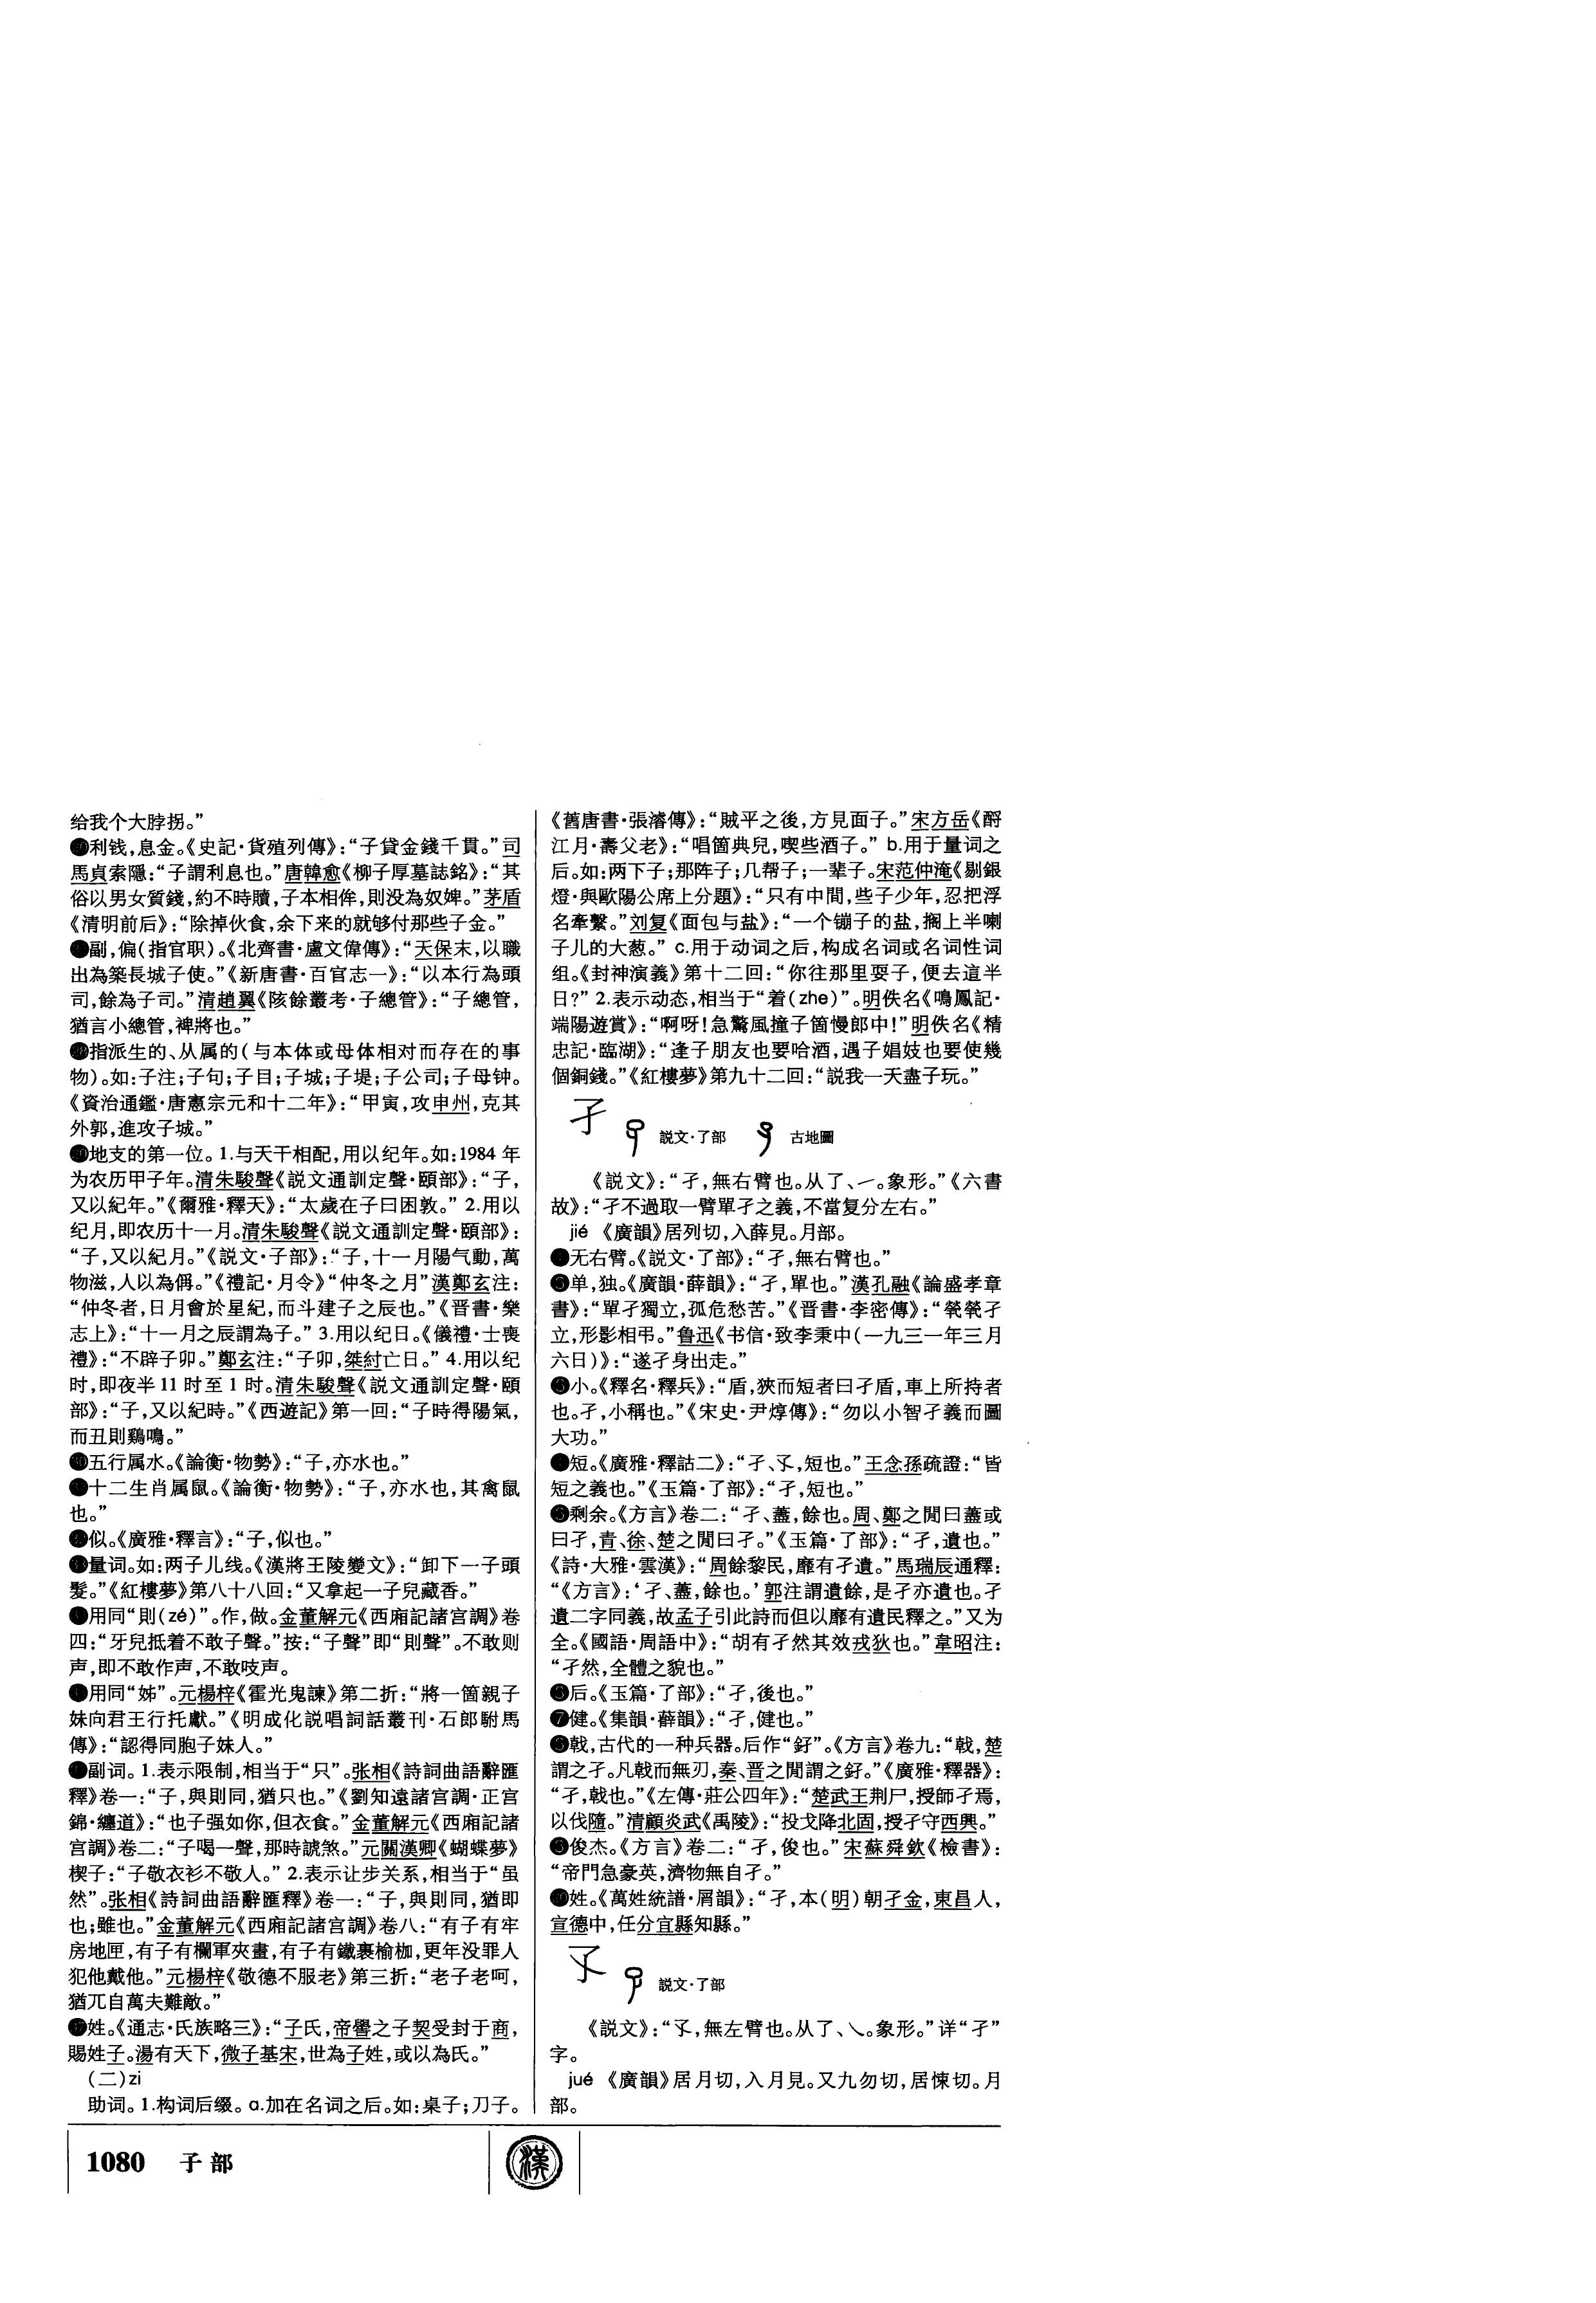 给我个大脖拐。”
利钱，息金。《史記·貨殖列傳》：“子貸金錢千貫。”司
馬貞索隱：“子謂利息也。”唐韓愈《柳子厚墓誌銘》：“其
俗以男女質錢，約不時贖，子本相侔，則没為奴婢。”茅盾
《清明前后》：“除掉伙食，余下来的就够付那些子金。”
副，偏（指官职）。《北齊書·盧文偉傳》：“天保末，以職
出為築長城子使。”《新唐書·百官志一》：“以本行為頭
司，餘為子司。”清趙翼《陔餘叢考·子總管》：“子總管，
猶言小總管，裨將也。”
指派生的、从属的（与本体或母体相对而存在的事
物）。如：子注；子句；子目；子城；子堤；子公司；子母钟。
《資治通鑑·唐憲宗元和十二年》：“甲寅，攻申州，克其
外郭，進攻子城。”
地支的第一位。1.与天干相配，用以纪年。如：1984 年
为农历甲子年。清朱駿聲《説文通訓定聲·頤部》：“子，
又以紀年。”《爾雅·釋天》：“太歲在子曰困敦。” 2.用以
纪月，即农历十一月。清朱駿聲《説文通訓定聲·頤部》：
“子，又以紀月。”《説文·子部》：“子，十一月陽气動，萬
物滋，人以為偁。”《禮記·月令》“仲冬之月”漢鄭玄注：
“仲冬者，日月會於星紀，而斗建子之辰也。”《晋書·樂
志上》：“十一月之辰謂為子。” 3.用以纪日。《儀禮·士喪
禮》：“不辟子卯。”鄭玄注：“子卯，桀紂亡日。” 4.用以纪
时，即夜半 11 时至 1 时。清朱駿聲《説文通訓定聲·頤
部》：“子，又以紀時。”《西遊記》第一回：“子時得陽氣，
而丑則鷄鳴。”
五行属水。《論衡·物勢》：“子，亦水也。”
十二生肖属鼠。《論衡·物勢》：“子，亦水也，其禽鼠
也。”
似。《廣雅·釋言》：“子，似也。”
量词。如：两子儿线。《漢將王陵變文》：“卸下一子頭
髮。”《紅樓夢》第八十八回：“又拿起一子兒藏香。”
用同“則（zé）”。作，做。金董解元《西廂記諸宫調》卷
四：“牙兒抵着不敢子聲。”按：“子聲”即“則聲”。不敢则
声，即不敢作声，不敢吱声。
用同“姊”。元楊梓《霍光鬼諫》第二折：“將一箇親子
妹向君王行托獻。”《明成化説唱詞話叢刊·石郎駙馬
傳》：“認得同胞子妹人。”
副词。1.表示限制，相当于“只”。张相《詩詞曲語辭匯
釋》卷一：“子，與則同，猶只也。”《劉知遠諸宫調·正宫
錦·纏道》：“也子强如你，但衣食。”金董解元《西廂記諸
宫調》卷二：“子喝一聲，那時諕煞。”元關漢卿《蝴蝶夢》
楔子：“子敬衣衫不敬人。” 2.表示让步关系，相当于“虽
然”。张相《詩詞曲語辭匯釋》卷一：“子，與則同，猶即
也；雖也。”金董解元《西廂記諸宫調》卷八：“有子有牢
房地匣，有子有欄軍夾畫，有子有鐵裹榆枷，更年没罪人
犯他戴他。”元楊梓《敬德不服老》第三折：“老子老呵，
猶兀自萬夫難敵。”
姓。《通志·氏族略三》：“子氏，帝嚳之子契受封于商，
賜姓子。湯有天下，微子基宋，世為子姓，或以為氏。”
（二）zi
助词。1.构词后缀。a.加在名词之后。如：桌子；刀子。
《舊唐書·張濬傳》：“賊平之後，方見面子。”宋方岳《酹
江月·壽父老》：“唱箇典兒，喫些酒子。” b.用于量词之
后。如：两下子；那阵子；几帮子；一辈子。宋范仲淹《剔銀
燈·與歐陽公席上分題》：“只有中間，些子少年，忍把浮
名牽繫。”刘复《面包与盐》：“一个镚子的盐，搁上半喇
子儿的大葱。” c.用于动词之后，构成名词或名词性词
组。《封神演義》第十二回：“你往那里耍子，便去這半
日？” 2.表示动态，相当于“着（zhe）”。明佚名《鳴鳳記·
端陽遊賞》：“啊呀！急驚風撞子箇慢郎中！”明佚名《精
忠記·臨湖》：“逢子朋友也要哈酒，遇子娼妓也要使幾
個銅錢。”《紅樓夢》第九十二回：“説我一天盡子玩。”
孑 説文·了部 古地圖
《説文》：“孑，無右臂也。从了、㇀。象形。”《六書
故》：“孑不過取一臂單孑之義，不當复分左右。”
jié 《廣韻》居列切，入薛見。月部。
❶无右臂。《説文·了部》：“孑，無右臂也。”
❷单，独。《廣韻·薛韻》：“孑，單也。”漢孔融《論盛孝章
書》：“單孑獨立，孤危愁苦。”《晋書·李密傳》：“煢煢孑
立，形影相弔。”鲁迅《书信·致李秉中（一九三一年三月
六日）》：“遂孑身出走。”
❸小。《釋名·釋兵》：“盾，狹而短者曰孑盾，車上所持者
也。孑，小稱也。”《宋史·尹焞傳》：“勿以小智孑義而圖
大功。”
❹短。《廣雅·釋詁二》：“孑、孓，短也。”王念孫疏證：“皆
短之義也。”《玉篇·了部》：“孑，短也。”
❺剩余。《方言》卷二：“孑、藎，餘也。周、鄭之閒曰藎或
曰孑，青、徐、楚之閒曰孑。”《玉篇·了部》：“孑，遺也。”
《詩·大雅·雲漢》：“周餘黎民，靡有孑遺。”馬瑞辰通釋：
“《方言》：‘孑、藎，餘也。’郭注謂遺餘，是孑亦遺也。孑
遺二字同義，故孟子引此詩而但以靡有遺民釋之。”又为
全。《國語·周語中》：“胡有孑然其效戎狄也。”韋昭注：
“孑然，全體之貌也。”
❻后。《玉篇·了部》：“孑，後也。”
❼健。《集韻·薛韻》：“孑，健也。”
❽戟，古代的一种兵器。后作“釨”。《方言》卷九：“戟，楚
謂之孑。凡戟而無刃，秦、晋之閒謂之釨。”《廣雅·釋器》：
“孑，戟也。”《左傳·莊公四年》：“楚武王荆尸，授師孑焉，
以伐隨。”清顧炎武《禹陵》：“投戈降北固，授孑守西興。”
❾俊杰。《方言》卷二：“孑，俊也。”宋蘇舜欽《檢書》：
“帝門急豪英，濟物無自孑。”
❿姓。《萬姓統譜·屑韻》：“孑，本（明）朝孑金，東昌人，
宣德中，任分宜縣知縣。”
孓 説文·了部
《説文》：“孓，無左臂也。从了、㇏。象形。”详“孑”
字。
jué 《廣韻》居月切，入月見。又九勿切，居悚切。月
部。
1080 子部
漢